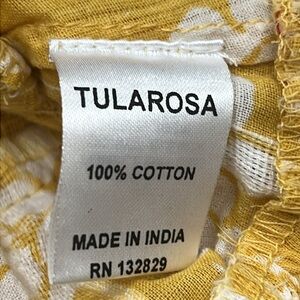 TULAROSA
100% COTTON
MADE IN INDIA
RN 132829